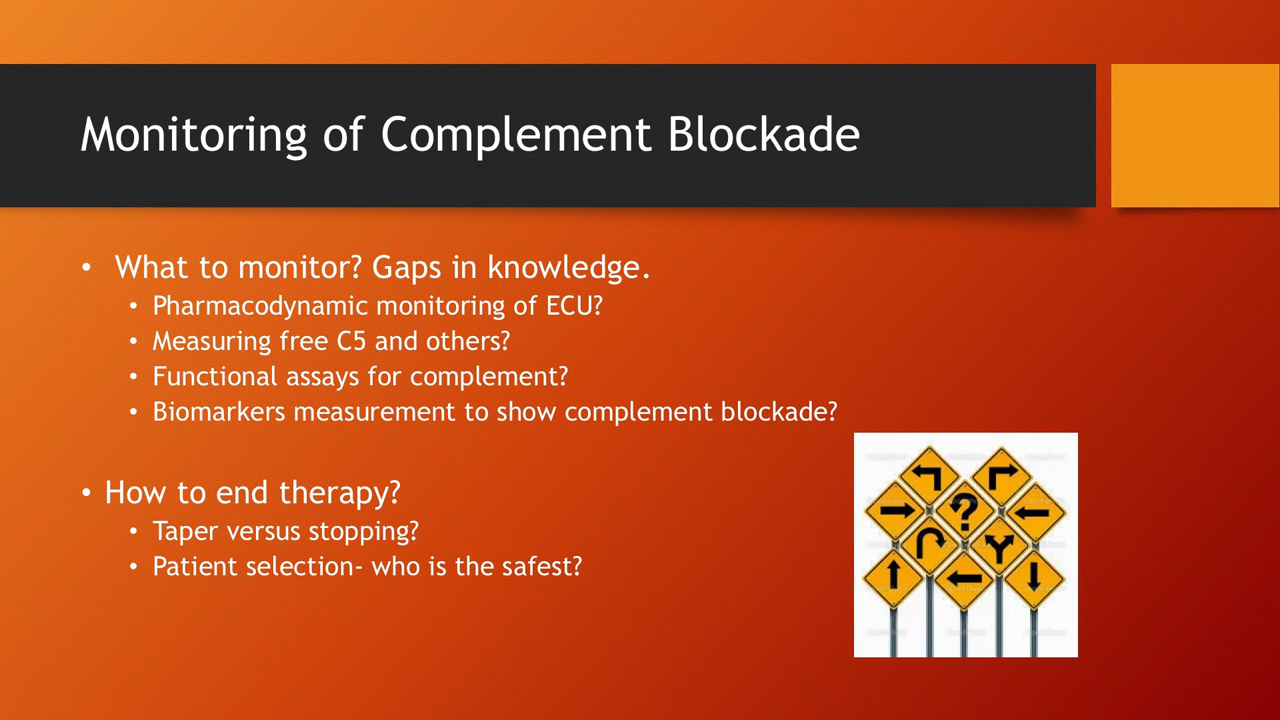 Monitoring of Complement Blockade
• What to monitor? Gaps in knowledge.
• Pharmacodynamic monitoring of ECU?
• Measuring free C5 and others?
• Functional assays for complement?
• Biomarkers measurement to show complement blockade?
• How to end therapy?
• Taper versus stopping?
• Patient selection- who is the safest?
?